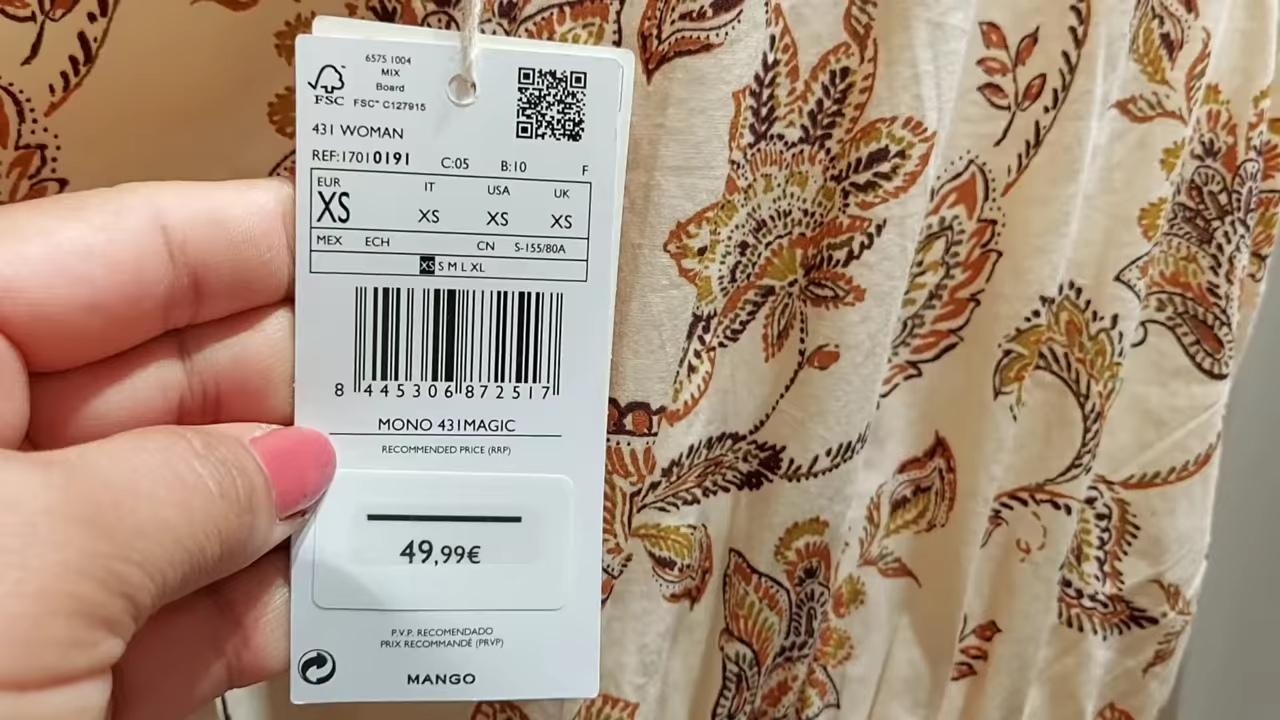 6575 1004
MIX
Board
FSC™ C127915
FSC
431 WOMAN
REF:17010191 C:05 B:10 F
EUR IT USA UK
XS XS XS XS
MEX ECH CN S-155/80A
XS S M L XL
8 445306 872517
MONO 431MAGIC
RECOMMENDED PRICE (RRP)
49,99€
P.V.P. RECOMENDADO
PRIX RECOMMANDÉ (PRVP)
MANGO